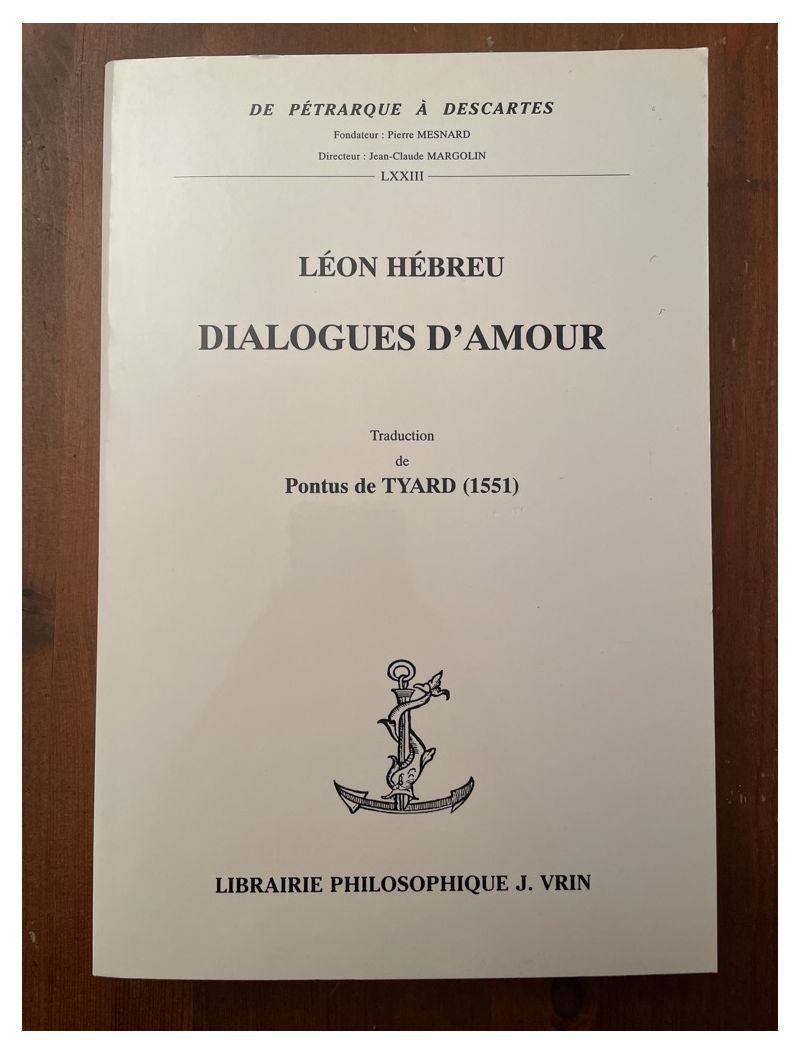 DE PÉTRARQUE À DESCARTES
Fondateur : Pierre MESNARD
Directeur : Jean-Claude MARGOLIN
LXXIII
LÉON HÉBREU
DIALOGUES D'AMOUR
Traduction
de
Pontus de TYARD (1551)
LIBRAIRIE PHILOSOPHIQUE J. VRIN